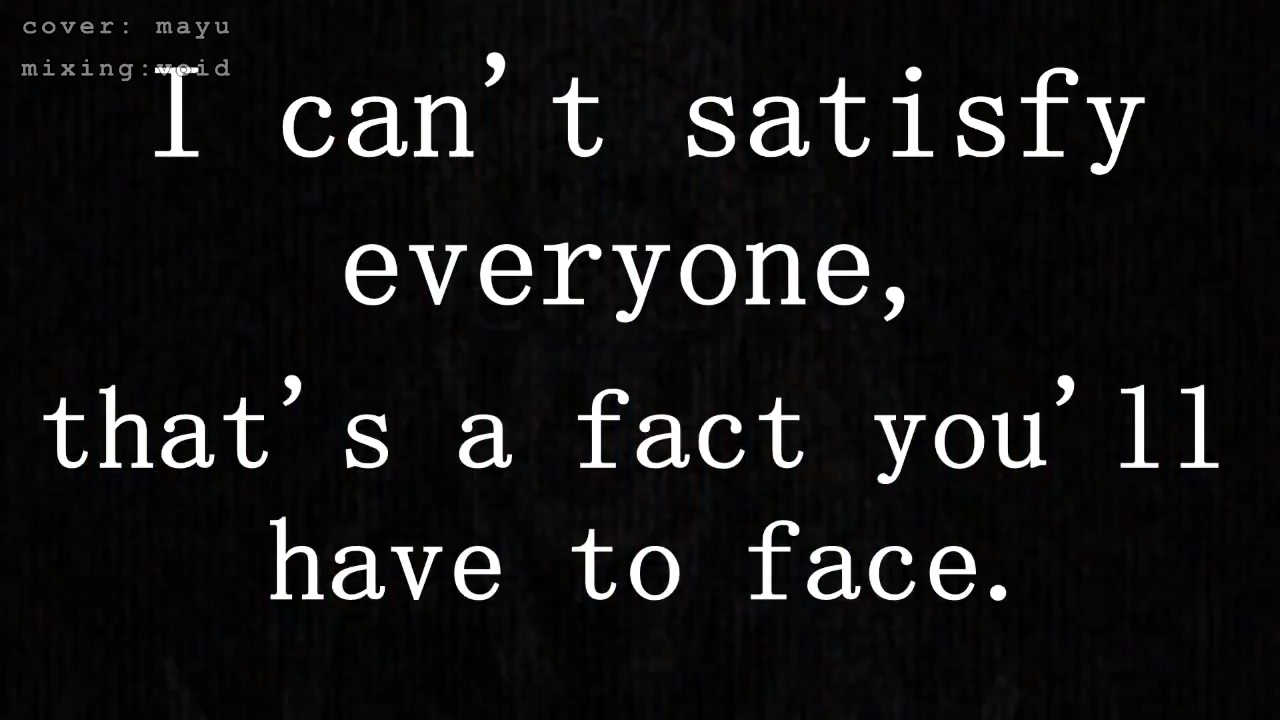 cover: mayu
mixing:void
I can't satisfy
everyone,
that's a fact you'll
have to face.